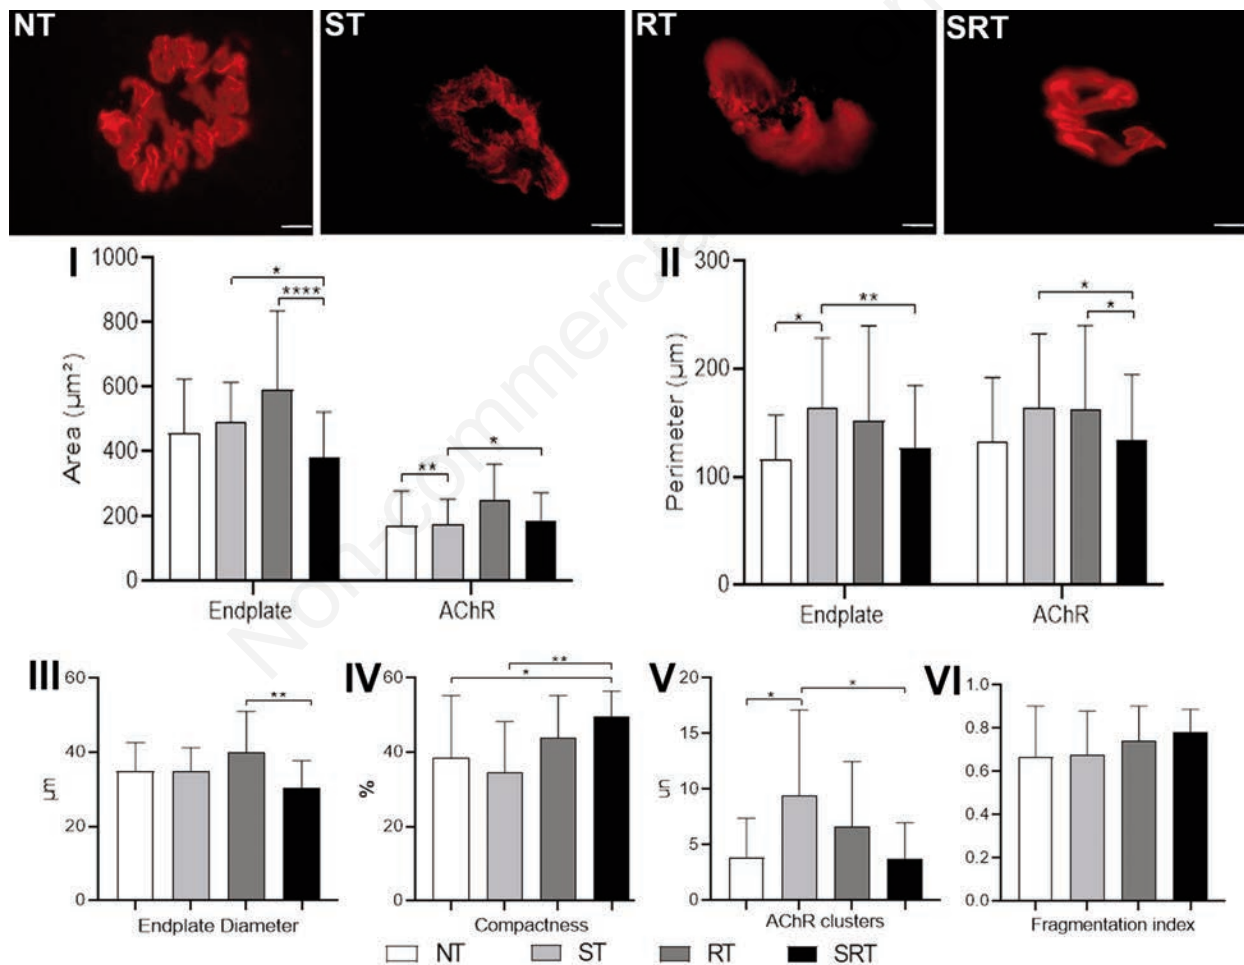 NT ST RT SRT
I
1000
800
600
400
200
0
Area (µm²)
*
****
**
*
Endplate AChR
II
300
200
100
0
Perimeter (µm)
*
**
*
*
Endplate AChR
III
60
40
20
0
µm
**
Endplate Diameter
IV
60
40
20
0
%
**
*
Compactness
V
20
15
10
5
0
un
*
*
AChR clusters
VI
1.0
0.8
0.6
0.4
0.2
0.0
Fragmentation index
NT ST RT SRT
Non-commercial